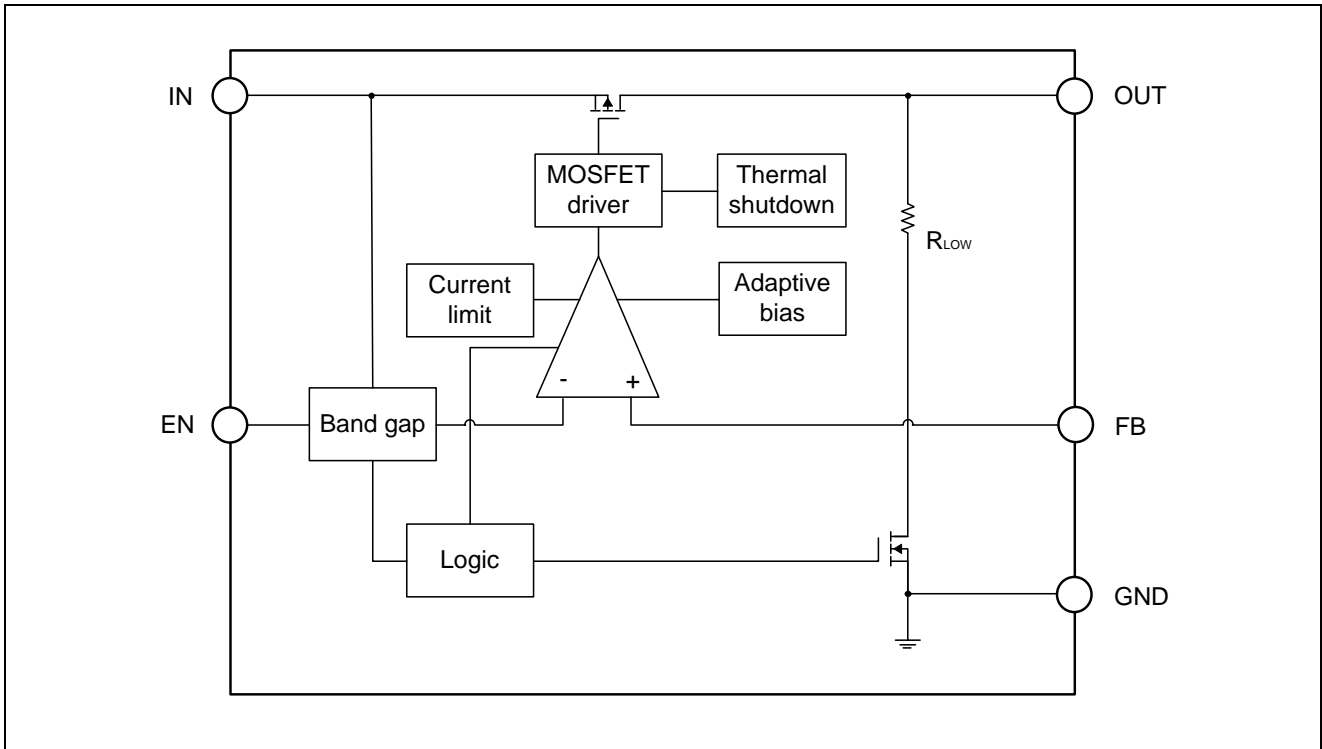 IN
OUT
MOSFET
driver
Thermal
shutdown
RLOW
Current
limit
Adaptive
bias
-
+
EN
Band gap
FB
Logic
GND